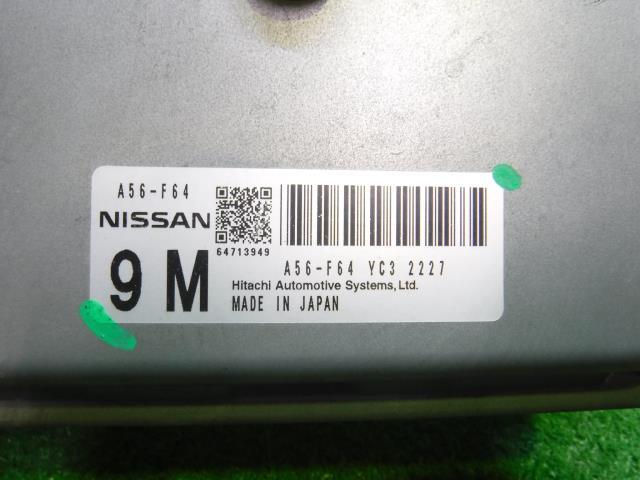 A56-F64
NISSAN
64713949
9 M
A56-F64 YC3 2227
Hitachi Automotive Systems, Ltd.
MADE IN JAPAN